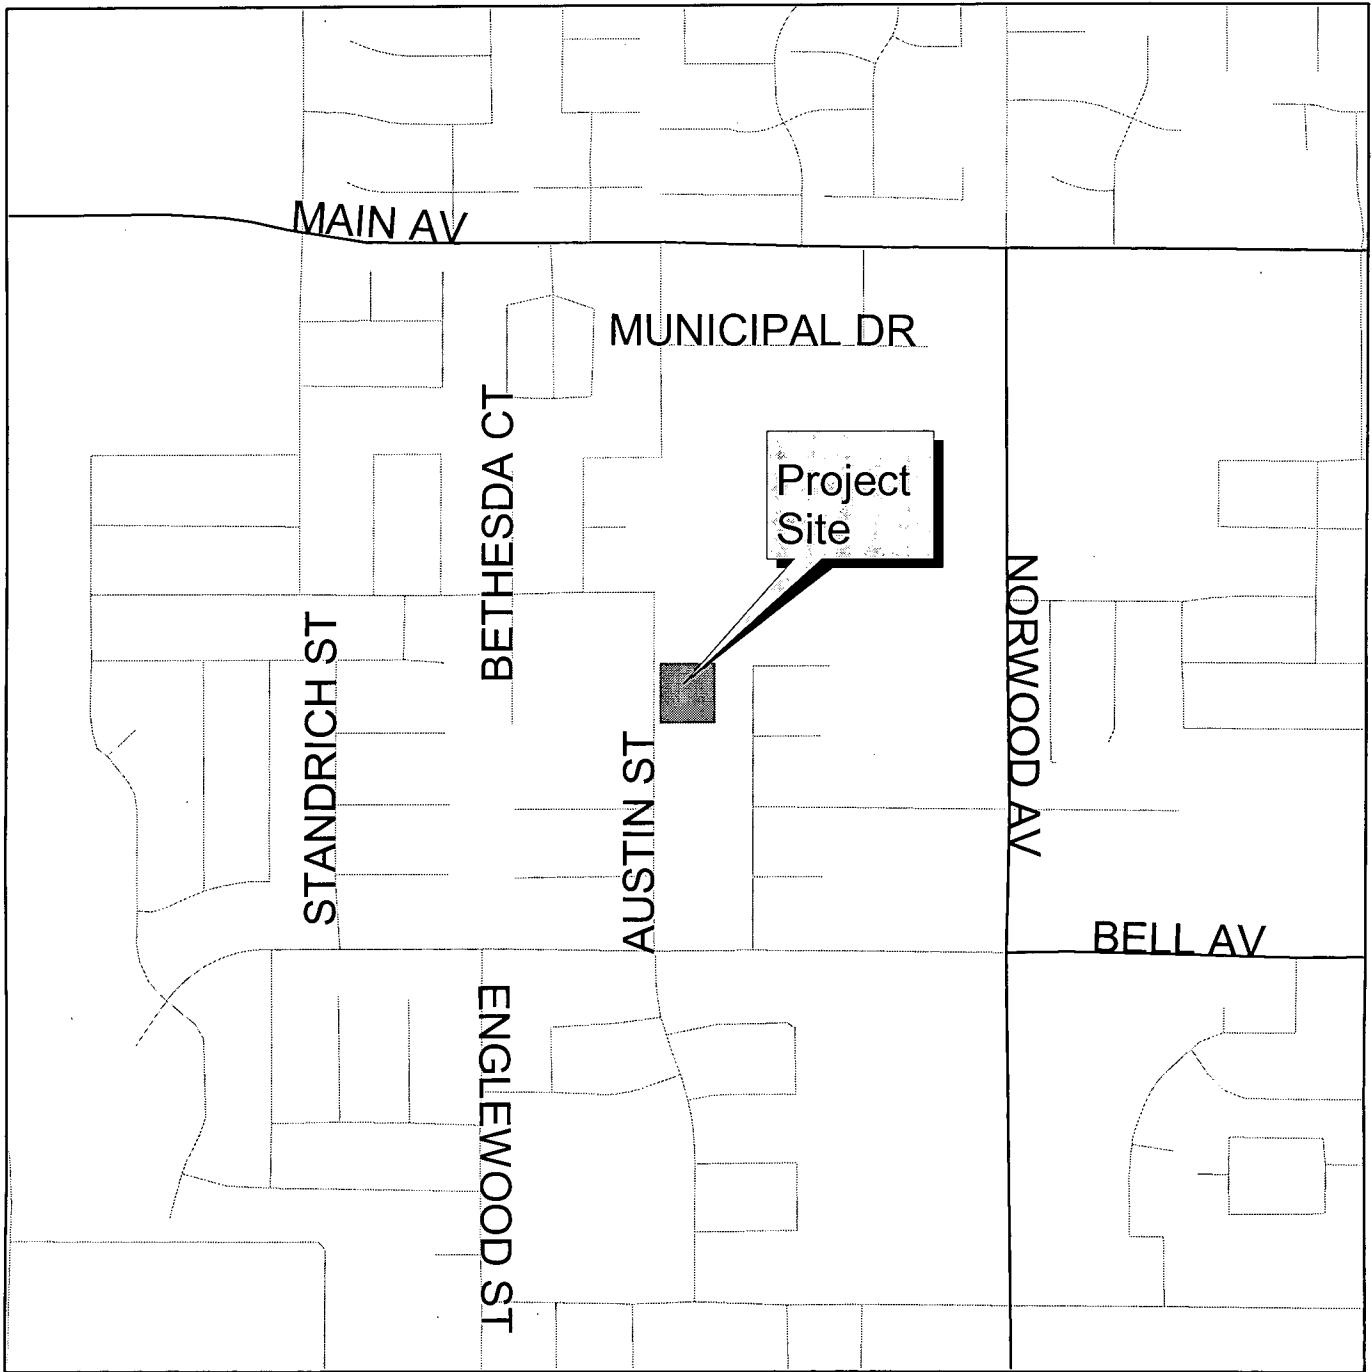 MAIN AV
MUNICIPAL DR
BETHESDA CT
Project
Site
NORWOOD AV
STANDRICH ST
AUSTIN ST
BELL AV
ENGLEWOOD ST